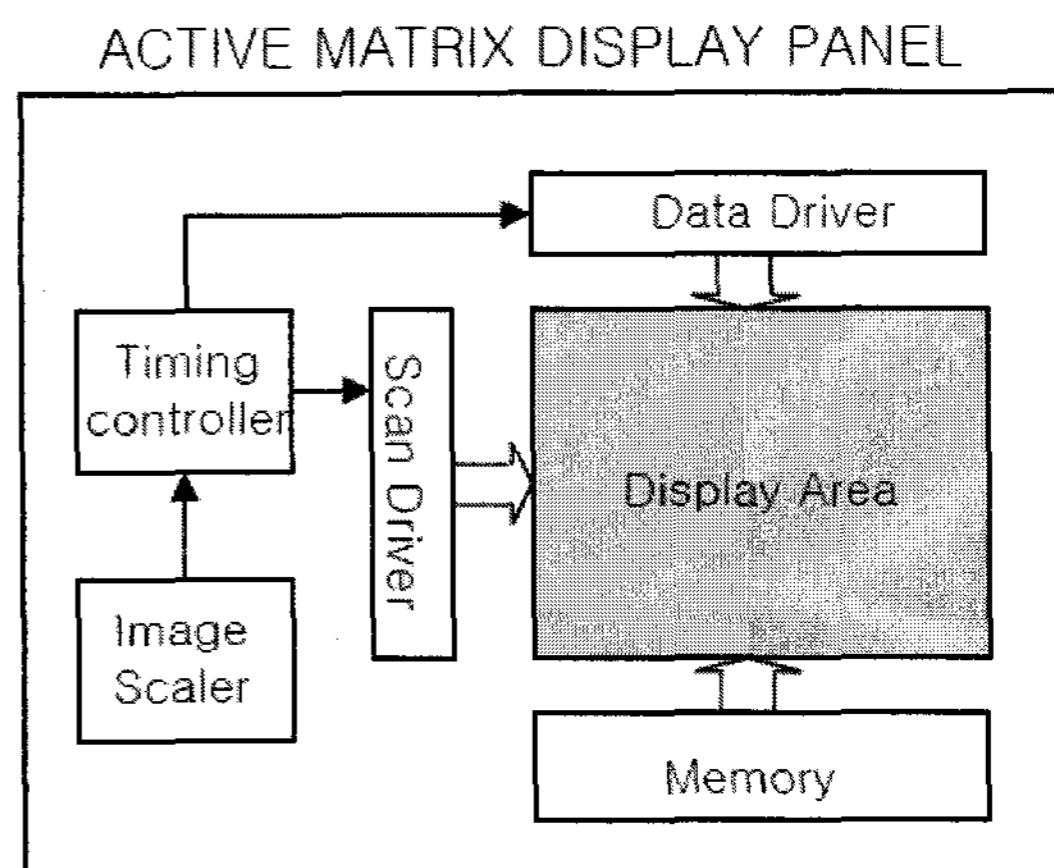 ACTIVE MATRIX DISPLAY PANEL
Data Driver
Timing
controller
Scan Driver
Display Area
Image
Scaler
Memory